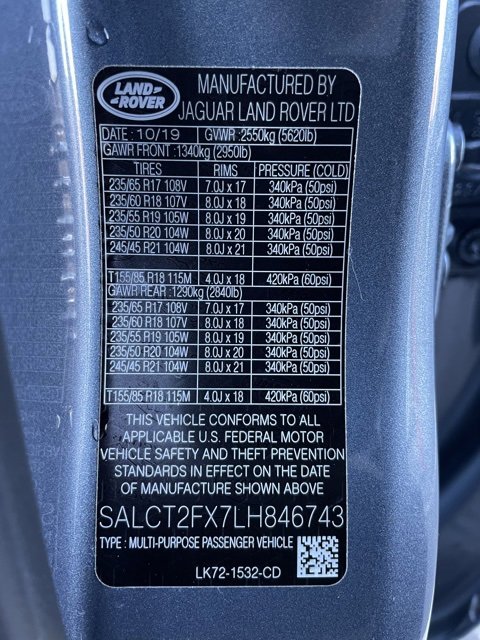 LAND
ROVER
MANUFACTURED BY
JAGUAR LAND ROVER LTD
DATE: 10/19 GVWR: 2550kg (5620lb)
GAWR FRONT: 1340kg (2950lb)
TIRES RIMS PRESSURE (COLD)
235/65 R17 108V 7.0J x 17 340kPa (50psi)
235/60 R18 107V 8.0J x 18 340kPa (50psi)
235/55 R19 105W 8.0J x 19 340kPa (50psi)
235/50 R20 104W 8.0J x 20 340kPa (50psi)
245/45 R21 104W 8.0J x 21 340kPa (50psi)
T155/85 R18 115M 4.0J x 18 420kPa (60psi)
GAWR REAR: 1290kg (2840lb)
235/65 R17 108V 7.0J x 17 340kPa (50psi)
235/60 R18 107V 8.0J x 18 340kPa (50psi)
235/55 R19 105W 8.0J x 19 340kPa (50psi)
235/50 R20 104W 8.0J x 20 340kPa (50psi)
245/45 R21 104W 8.0J x 21 340kPa (50psi)
T155/85 R18 115M 4.0J x 18 420kPa (60psi)
THIS VEHICLE CONFORMS TO ALL
APPLICABLE U.S. FEDERAL MOTOR
VEHICLE SAFETY AND THEFT PREVENTION
STANDARDS IN EFFECT ON THE DATE
OF MANUFACTURE SHOWN ABOVE
SALCT2FX7LH846743
TYPE : MULTI-PURPOSE PASSENGER VEHICLE
LK72-1532-CD